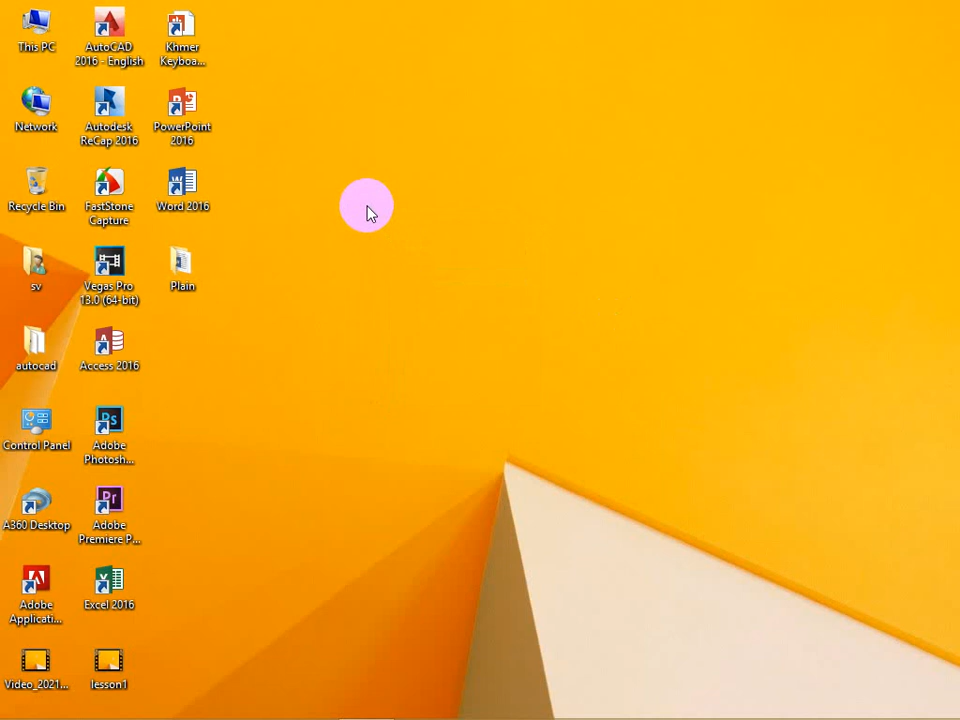 This PC
AutoCAD
2016 - English
Khmer
Keyboa...
Network
Autodesk
ReCap 2016
PowerPoint
2016
Recycle Bin
FastStone
Capture
Word 2016
sv
Vegas Pro
13.0 (64-bit)
Plain
autocad
Access 2016
Control Panel
Adobe
Photosh...
A360 Desktop
Adobe
Premiere P...
Adobe
Applicati...
Excel 2016
Video_2021...
lesson1